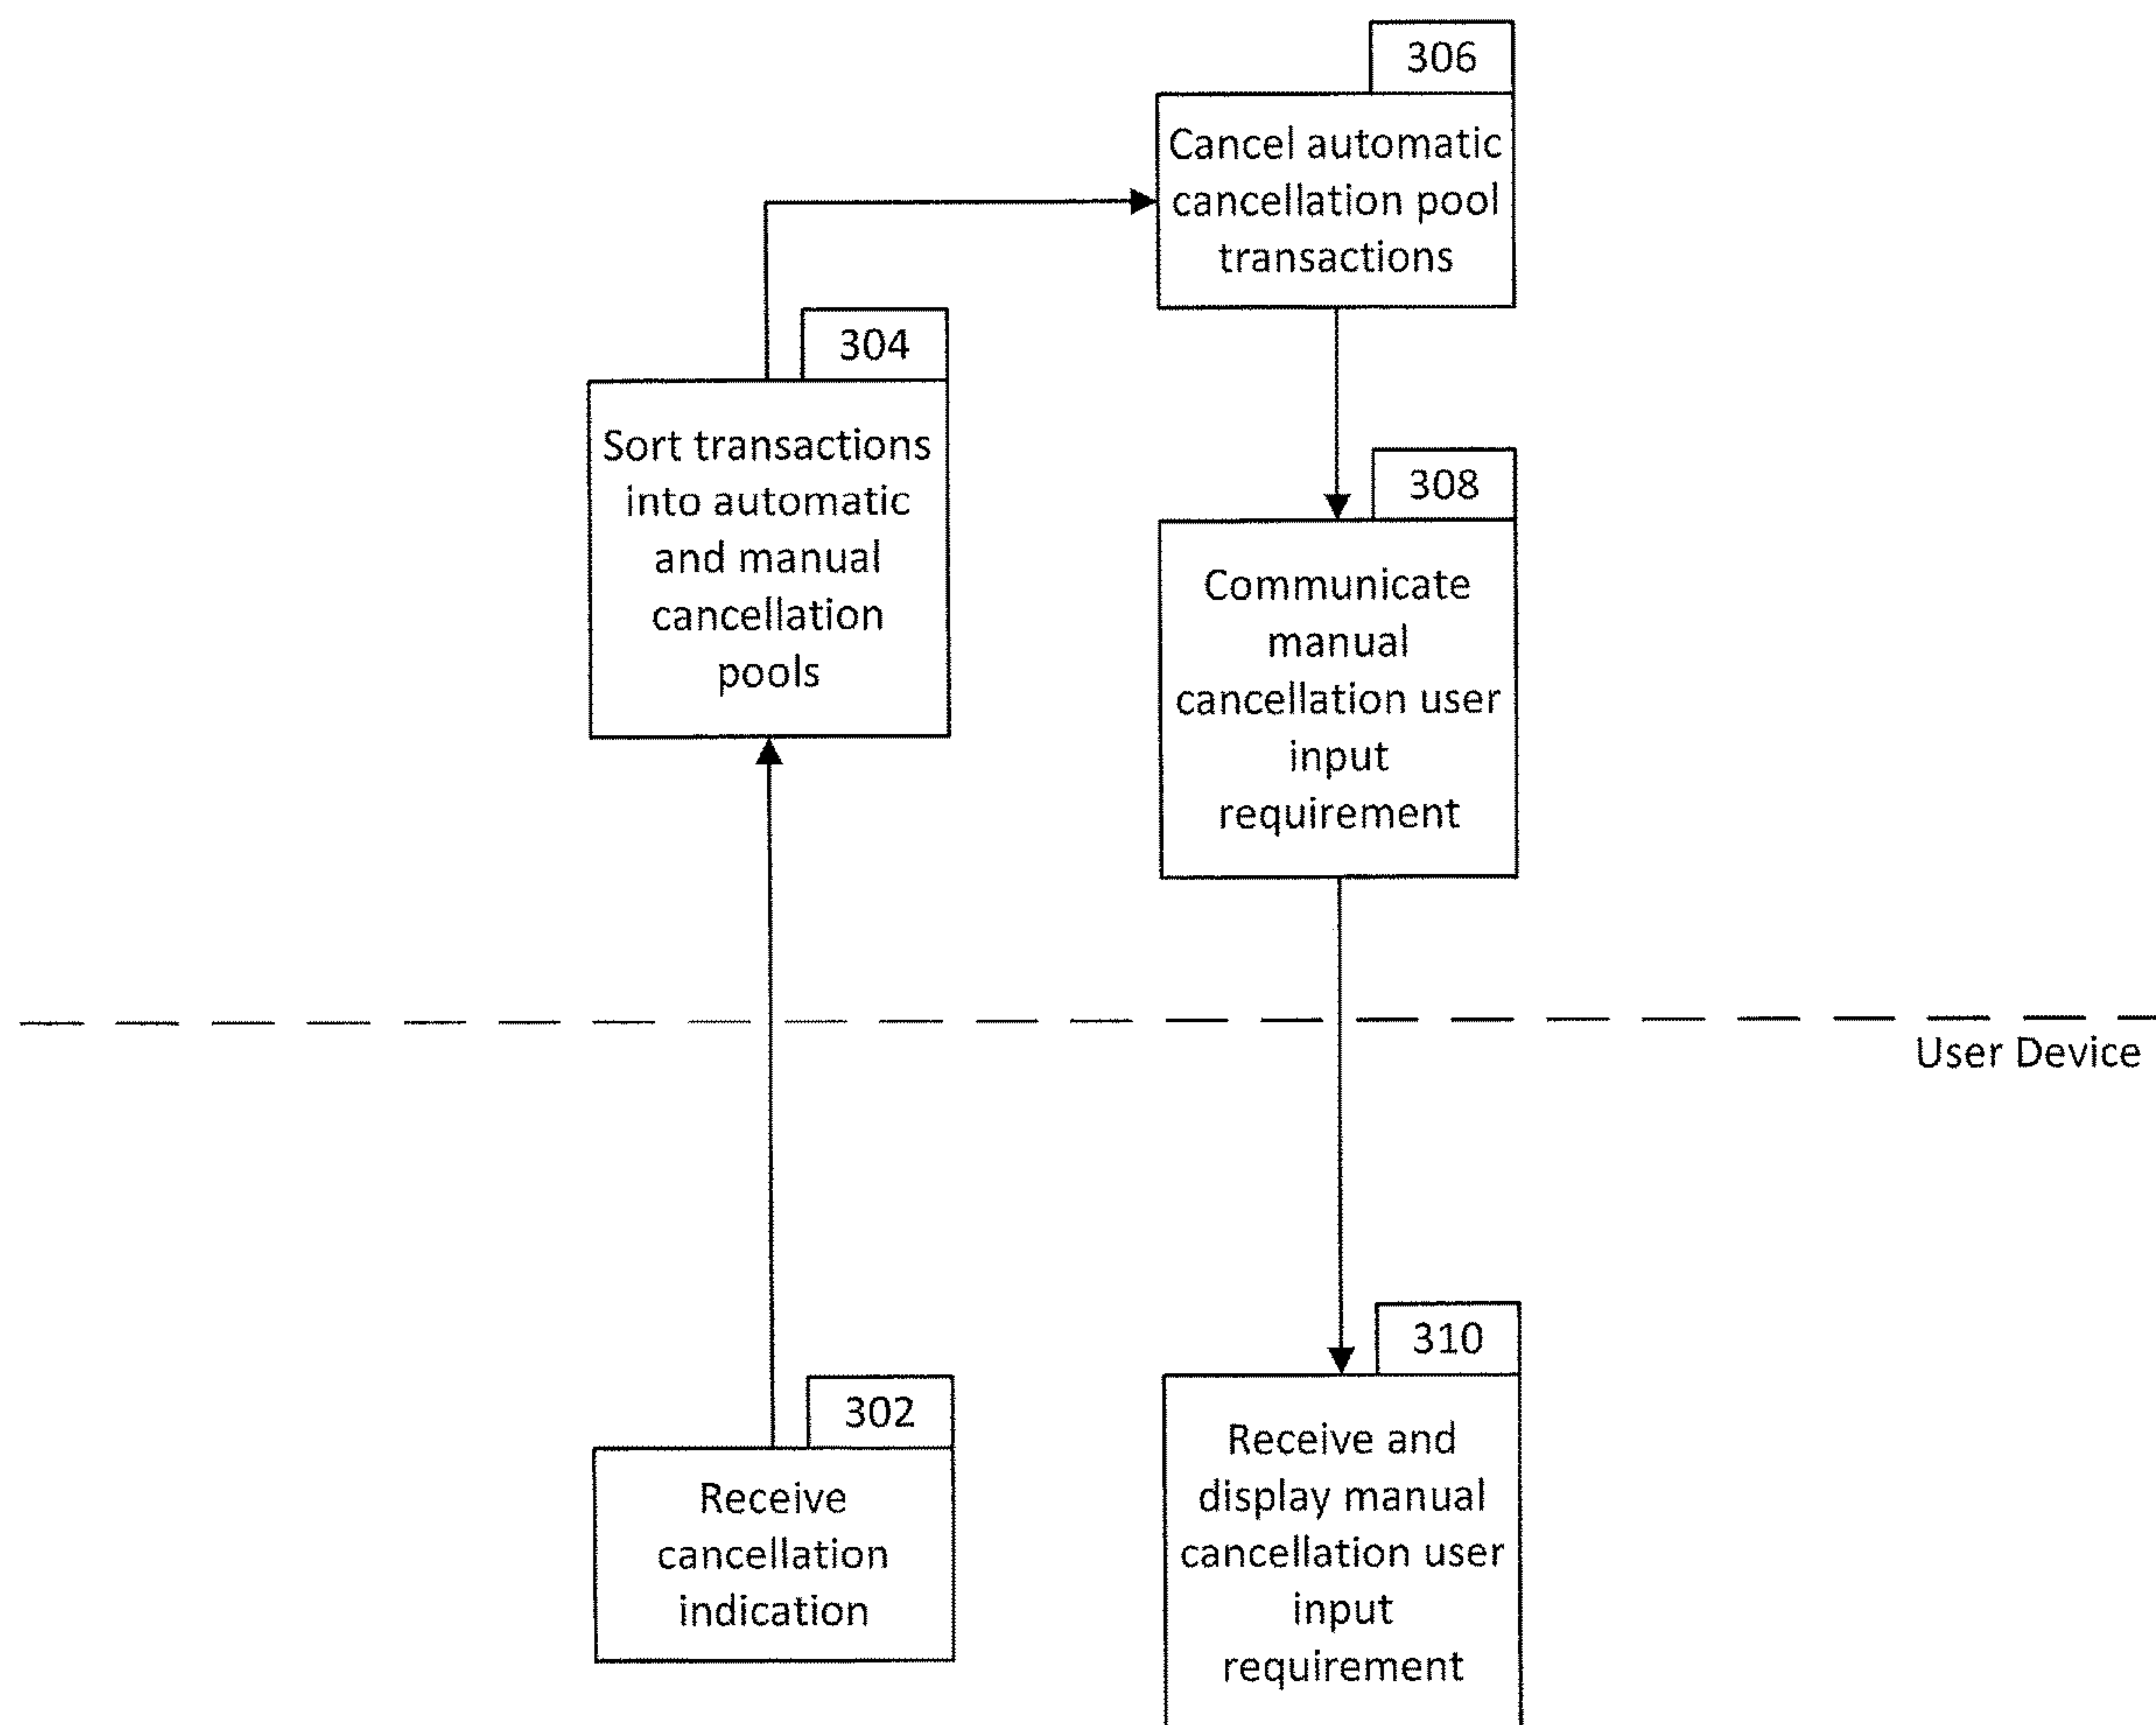 306
Cancel automatic
cancellation pool
transactions
304
Sort transactions
into automatic
and manual
cancellation
pools
308
Communicate
manual
cancellation user
input
requirement
User Device
302
Receive
cancellation
indication
310
Receive and
display manual
cancellation user
input
requirement